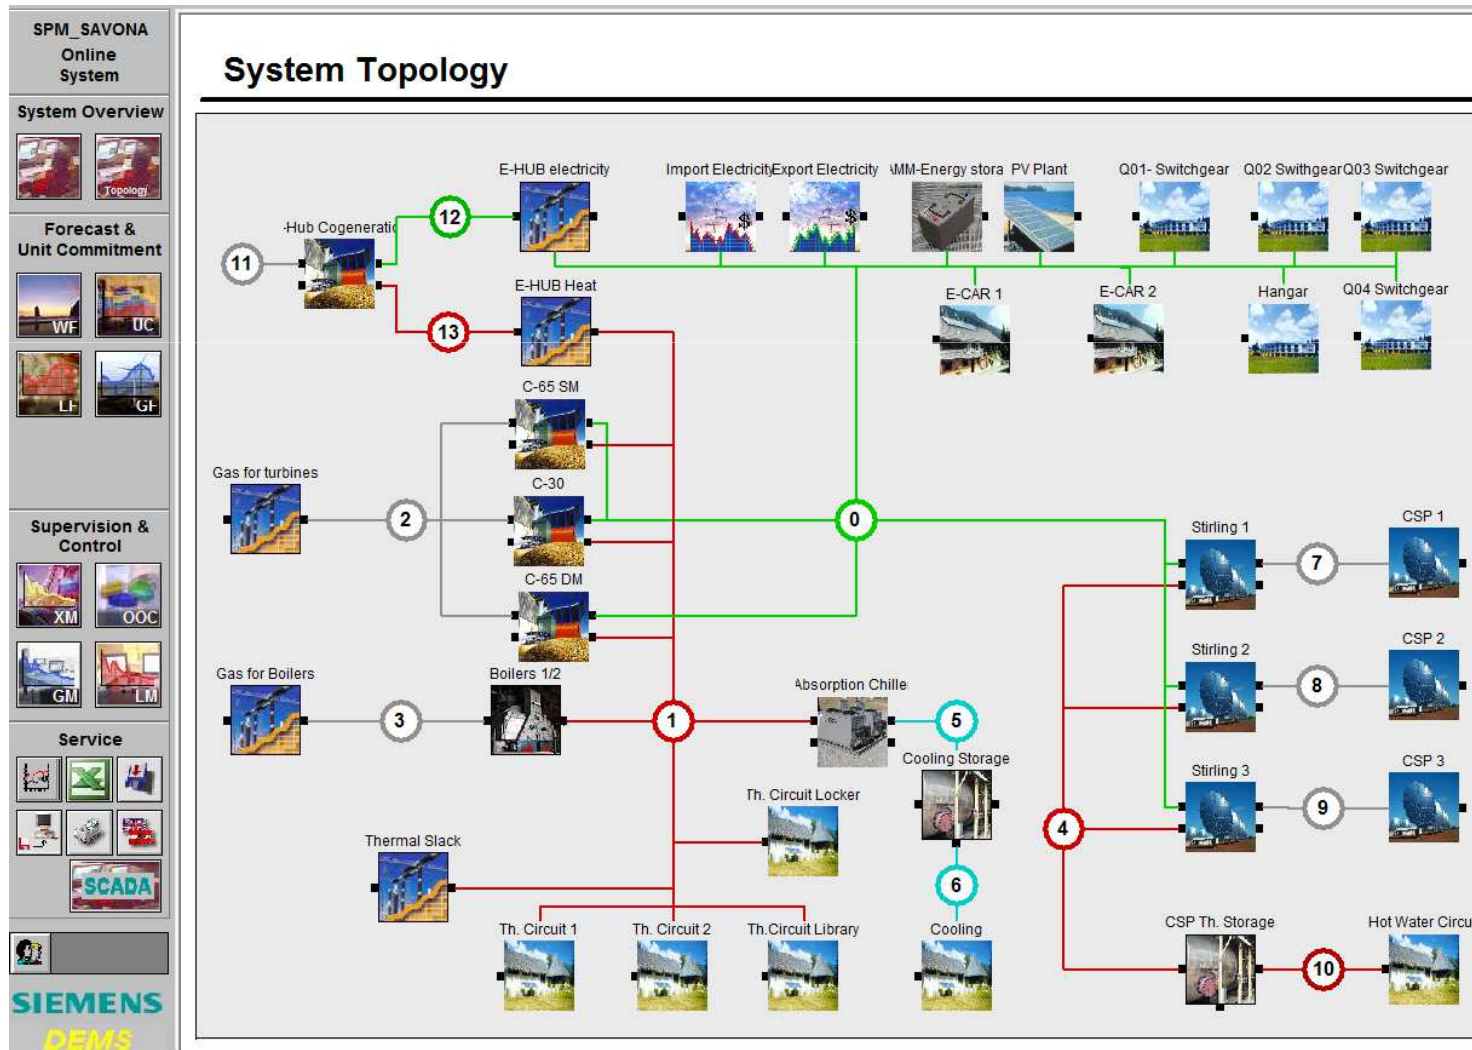 SPM_SAVONA
Online
System
System Overview
Topology
Forecast &
Unit Commitment
WF
UC
LF
GF
Supervision &
Control
XM
OOC
GM
LM
Service
SCADA
SIEMENS
DEMS
System Topology
E-HUB electricity
Import Electricity
Export Electricity
MM-Energy stora
PV Plant
Q01- Switchgear
Q02 Swithgear
Q03 Switchgear
12
-Hub Cogeneratio
11
E-HUB Heat
E-CAR 1
E-CAR 2
Hangar
Q04 Switchgear
13
C-65 SM
Gas for turbines
C-30
2
0
Stirling 1
CSP 1
7
C-65 DM
Gas for Boilers
Boilers 1/2
Absorption Chille
Stirling 2
CSP 2
8
3
1
5
Cooling Storage
Stirling 3
CSP 3
9
Th. Circuit Locker
4
Thermal Slack
6
Th. Circuit 1
Th. Circuit 2
Th.Circuit Library
Cooling
CSP Th. Storage
Hot Water Circu
10